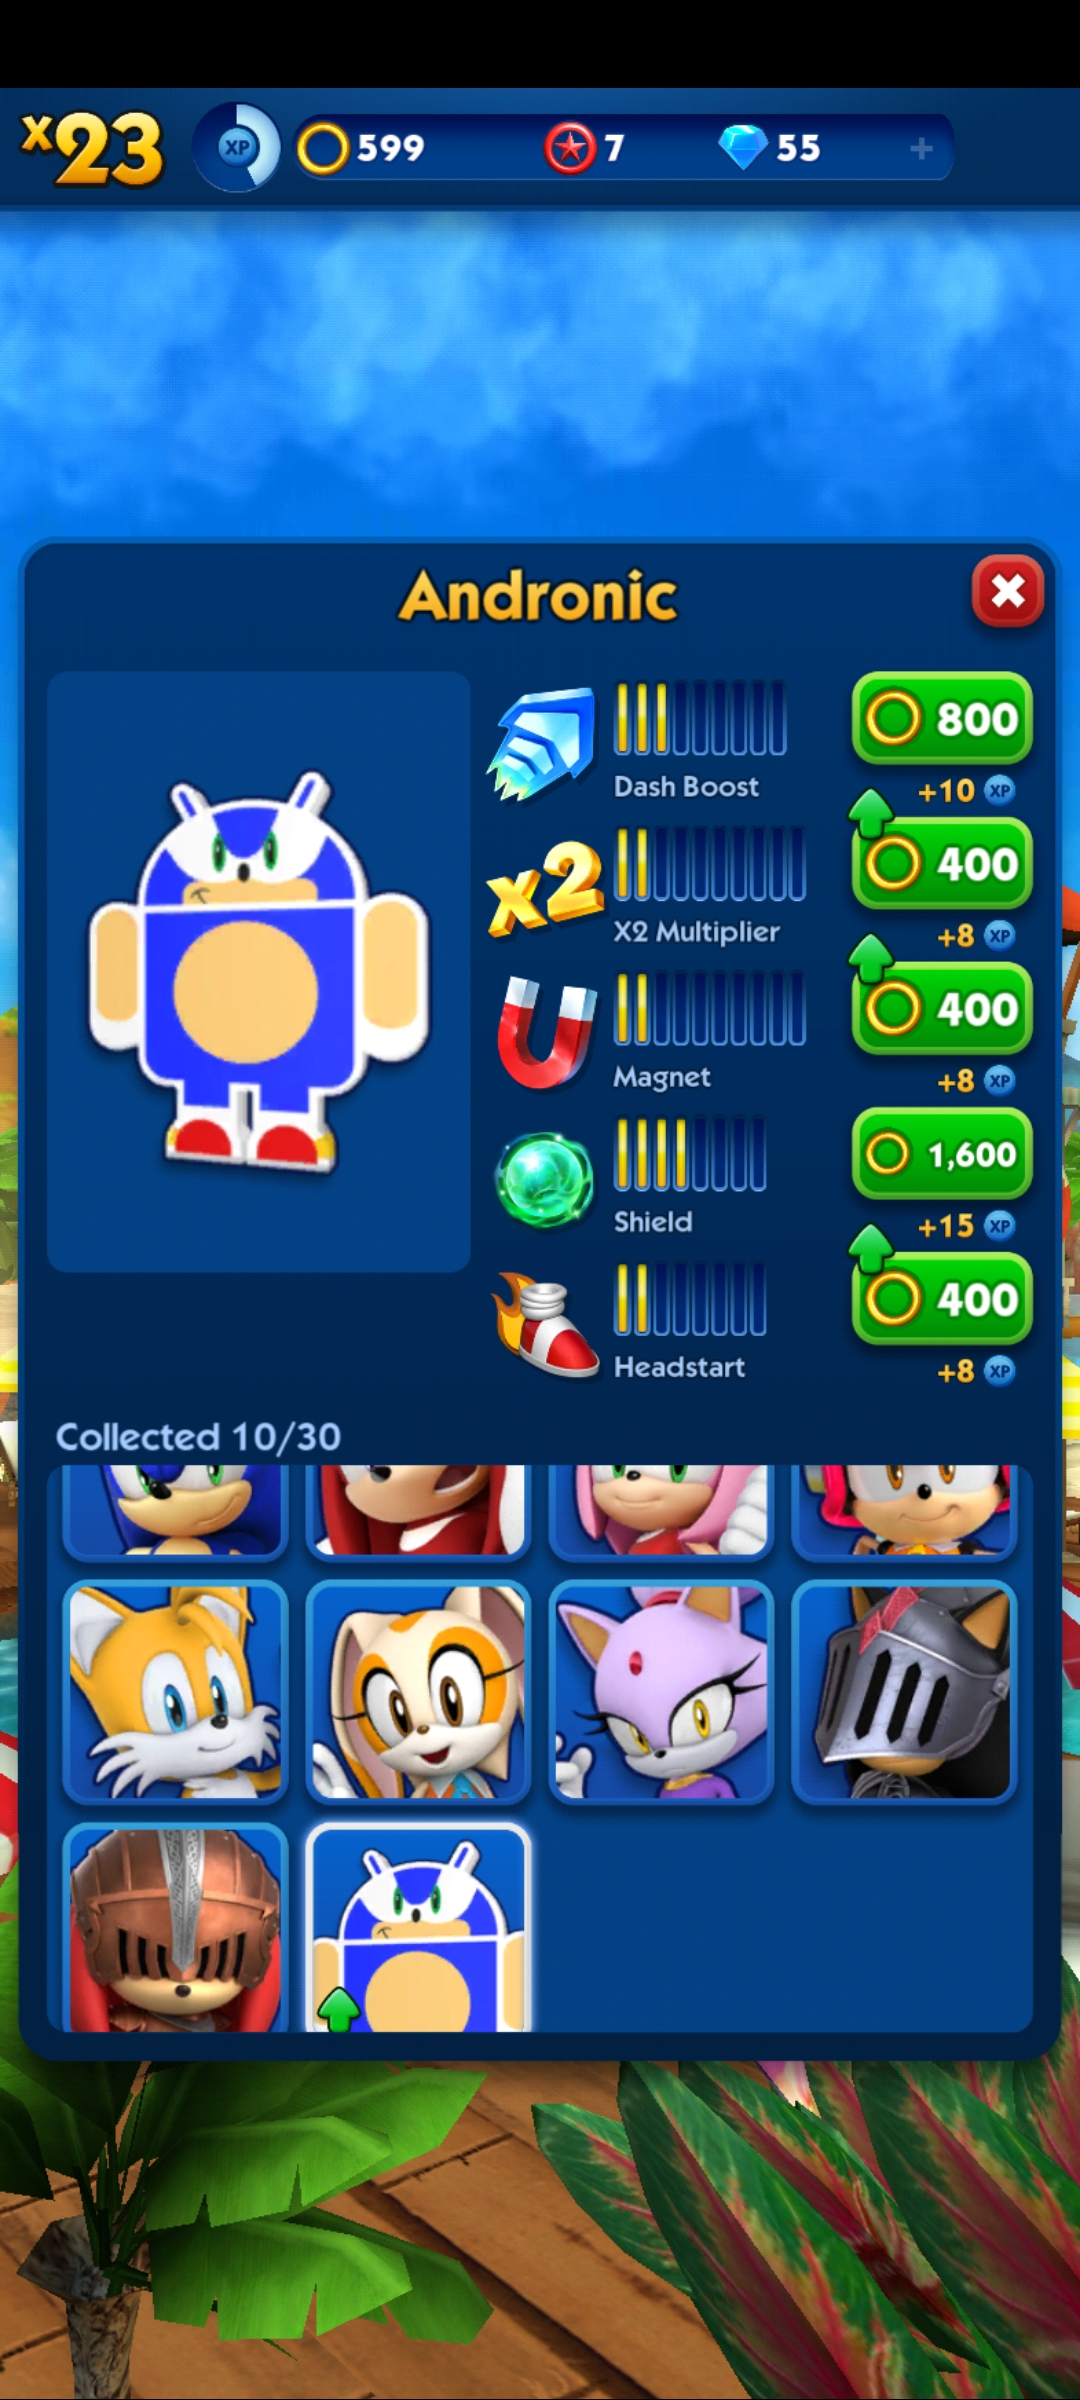 x23 XP 599 7 55 +
Andronic
800
Dash Boost
+10 XP
x2
400
X2 Multiplier
+8 XP
400
Magnet
+8 XP
1,600
Shield
+15 XP
400
Headstart
+8 XP
Collected 10/30